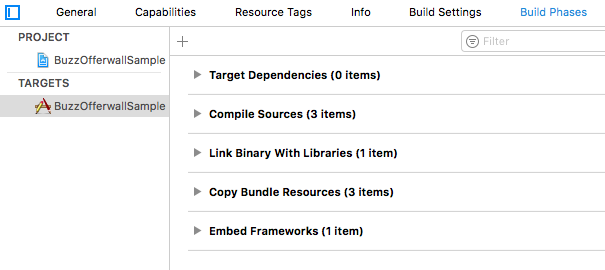 General Capabilities Resource Tags Info Build Settings Build Phases
PROJECT
BuzzOfferwallSample
TARGETS
BuzzOfferwallSample
Filter
Target Dependencies (0 items)
Compile Sources (3 items)
Link Binary With Libraries (1 item)
Copy Bundle Resources (3 items)
Embed Frameworks (1 item)